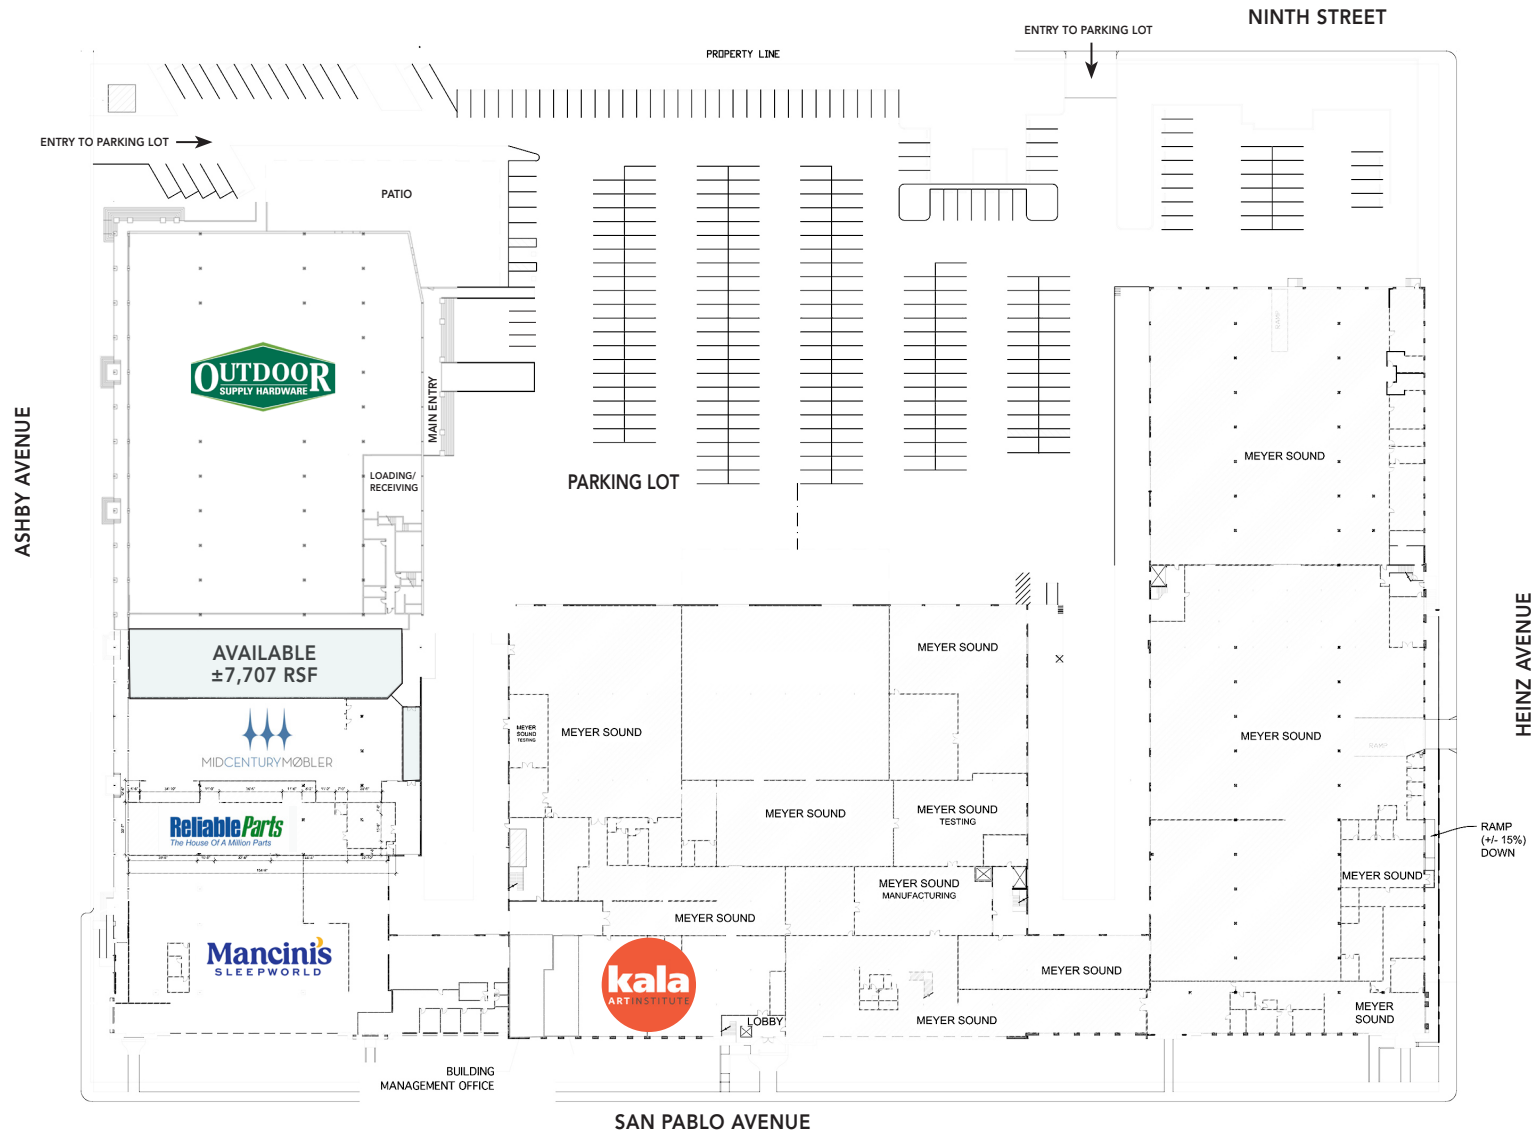 NINTH STREET
ENTRY TO PARKING LOT
PROPERTY LINE
ENTRY TO PARKING LOT
PATIO
OUTDOOR
SUPPLY HARDWARE
MAIN ENTRY
RAMP
ASHBY AVENUE
MEYER SOUND
LOADING/
RECEIVING
PARKING LOT
HEINZ AVENUE
AVAILABLE
±7,707 RSF
MEYER SOUND
MEYER
SOUND
TESTING
MEYER SOUND
MEYER SOUND
RAMP
MIDCENTURYMØBLER
MEYER SOUND
MEYER SOUND
TESTING
Reliable Parts
The House Of A Million Parts
RAMP
(+/- 15%)
DOWN
MEYER SOUND
MEYER SOUND
MANUFACTURING
MEYER SOUND
Mancini's
SLEEPWORLD
kala
ARTINSTITUTE
MEYER SOUND
LOBBY
MEYER SOUND
MEYER
SOUND
BUILDING
MANAGEMENT OFFICE
SAN PABLO AVENUE